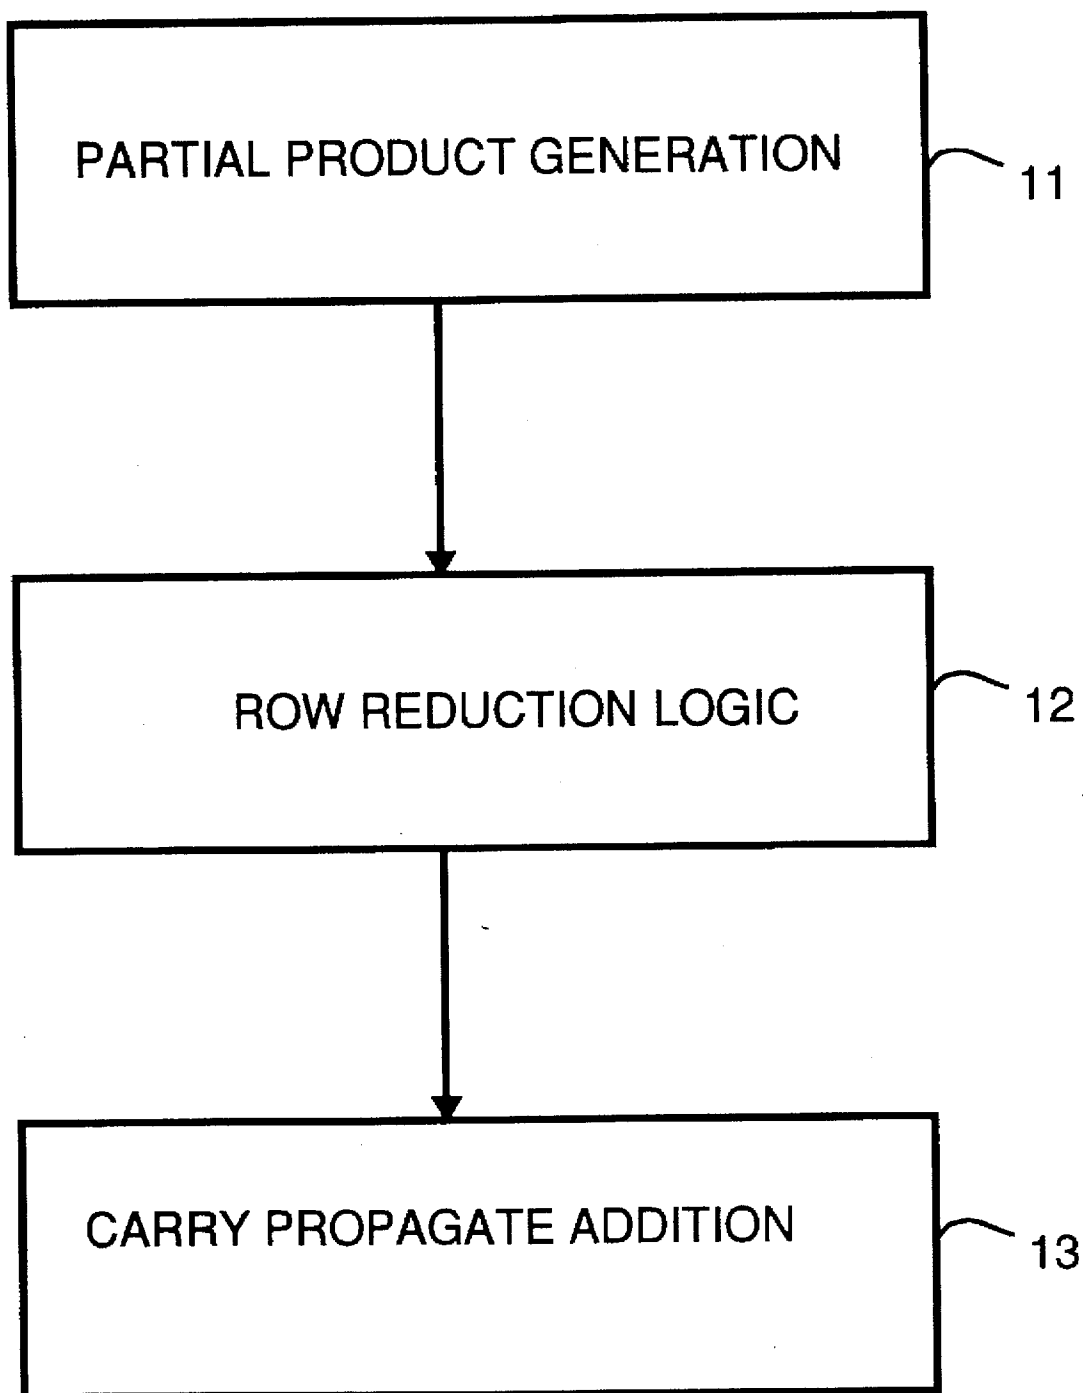 PARTIAL PRODUCT GENERATION
11
ROW REDUCTION LOGIC
12
CARRY PROPAGATE ADDITION
13